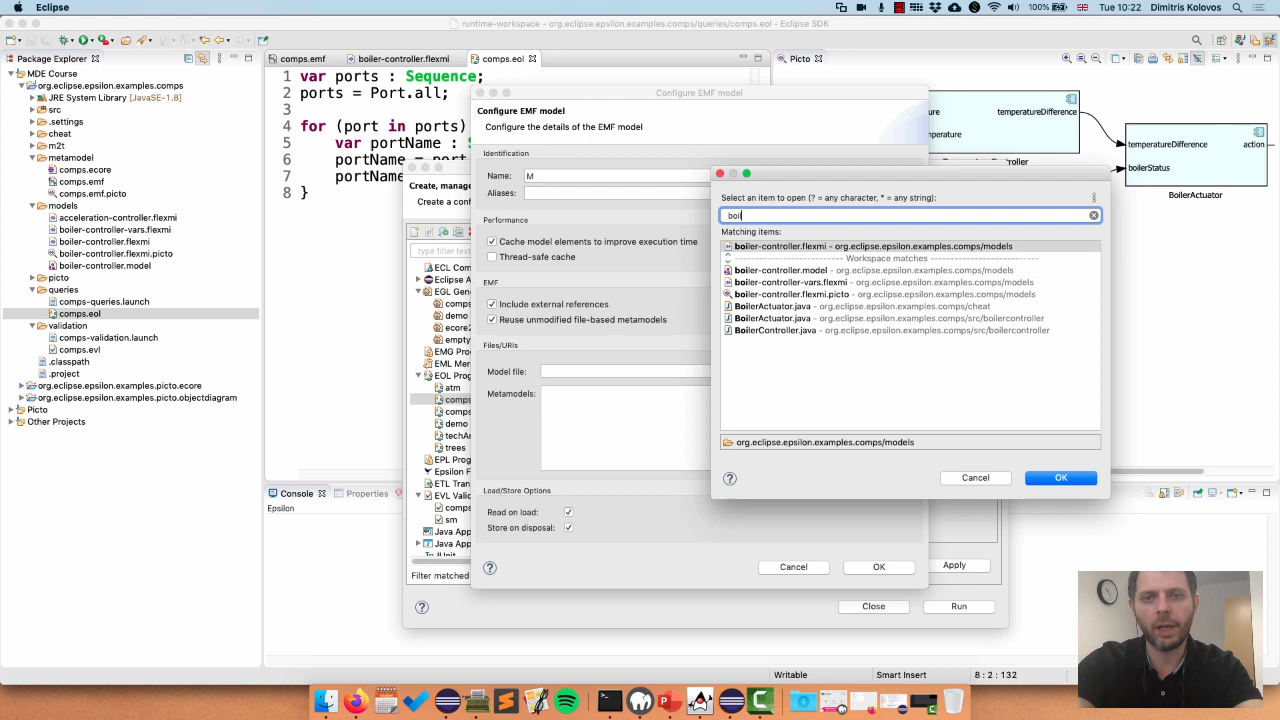 Eclipse
100%
Tue 10:22
Dimitris Kolovos
runtime-workspace - org.eclipse.epsilon.examples.comps/queries/comps.eol - Eclipse SDK
Package Explorer
MDE Course
org.eclipse.epsilon.examples.comps
JRE System Library [JavaSE-1.8]
src
.settings
cheat
m2t
metamodel
comps.ecore
comps.emf
comps.emf.picto
models
acceleration-controller.flexmi
boiler-controller-vars.flexmi
boiler-controller.flexmi
boiler-controller.flexmi.picto
boiler-controller.model
picto
queries
comps-queries.launch
comps.eol
validation
comps-validation.launch
comps.evl
.classpath
.project
org.eclipse.epsilon.examples.picto.ecore
org.eclipse.epsilon.examples.picto.objectdiagram
Picto
Other Projects
comps.emf
boiler-controller.flexmi
comps.eol
1 var ports : Sequence;
2 ports = Port.all;
3
4 for (port in ports)
5 var portName : S
6 portName = port
7 portName
8 }
Picto
temperatureDifference
temperatureDifference
boilerStatus
action
BoilerActuator
Create, manage
Create a conf
type filter text
ECL Com
Eclipse A
EGL Gene
comps
demo
ecore2
empty
EMG Pro
EML Mer
EOL Prog
atm
comps
comps
demo
techAr
trees
EPL Prog
Epsilon F
ETL Tran
EVL Valid
comps
sm
Java App
Java App
JUnit
Filter matched
Apply
Close
Run
Configure EMF model
Configure EMF model
Configure the details of the EMF model
Identification
Name: M
Aliases:
Performance
Cache model elements to improve execution time
Thread-safe cache
EMF
Include external references
Reuse unmodified file-based metamodels
Files/URIs
Model file:
Metamodels:
Load/Store Options
Read on load:
Store on disposal:
Cancel
OK
Select an item to open (? = any character, * = any string):
boil
Matching items:
boiler-controller.flexmi - org.eclipse.epsilon.examples.comps/models
Workspace matches
boiler-controller.model - org.eclipse.epsilon.examples.comps/models
boiler-controller-vars.flexmi - org.eclipse.epsilon.examples.comps/models
boiler-controller.flexmi.picto - org.eclipse.epsilon.examples.comps/models
BoilerActuator.java - org.eclipse.epsilon.examples.comps/cheat
BoilerActuator.java - org.eclipse.epsilon.examples.comps/src/boilercontroller
BoilerController.java - org.eclipse.epsilon.examples.comps/src/boilercontroller
org.eclipse.epsilon.examples.comps/models
Cancel
OK
Console
Properties
Epsilon
Writable
Smart Insert
8 : 2 : 132